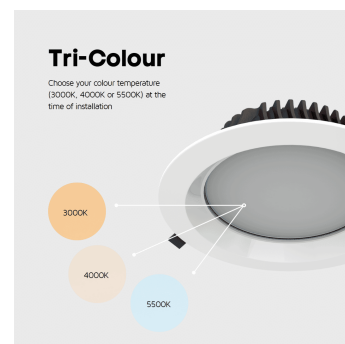 Tri-Colour
Choose your colour temperature
(3000K, 4000K or 5500K) at the
time of installation
3000K
4000K
5500K